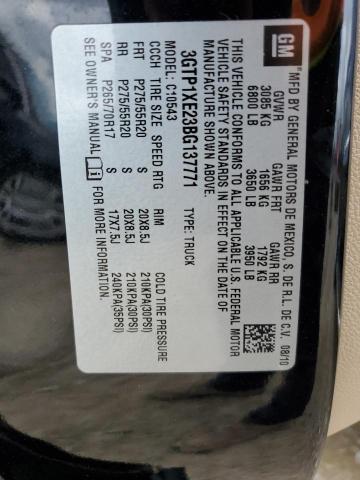 GM
MFD BY GENERAL MOTORS DE MEXICO, S. DE R.L. DE C.V. 08/10
GVWR GAWR FRT GAWR RR
3085 KG 1656 KG 1792 KG
6800 LB 3650 LB 3950 LB
THIS VEHICLE CONFORMS TO ALL APPLICABLE U.S. FEDERAL MOTOR
VEHICLE SAFETY STANDARDS IN EFFECT ON THE DATE OF
MANUFACTURE SHOWN ABOVE.
3GTP1XE23BG137771 TYPE: TRUCK
C10543
CCCH TIRE SIZE SPEED RTG RIM COLD TIRE PRESSURE
FRT P275/55R20 S 20X8.5J 210KPA(30PSI)
RR P275/55R20 S 20X8.5J 210KPA(30PSI)
SPA P265/70R17 S 17X7.5J 240KPA(35PSI)
SEE OWNER'S MANUAL